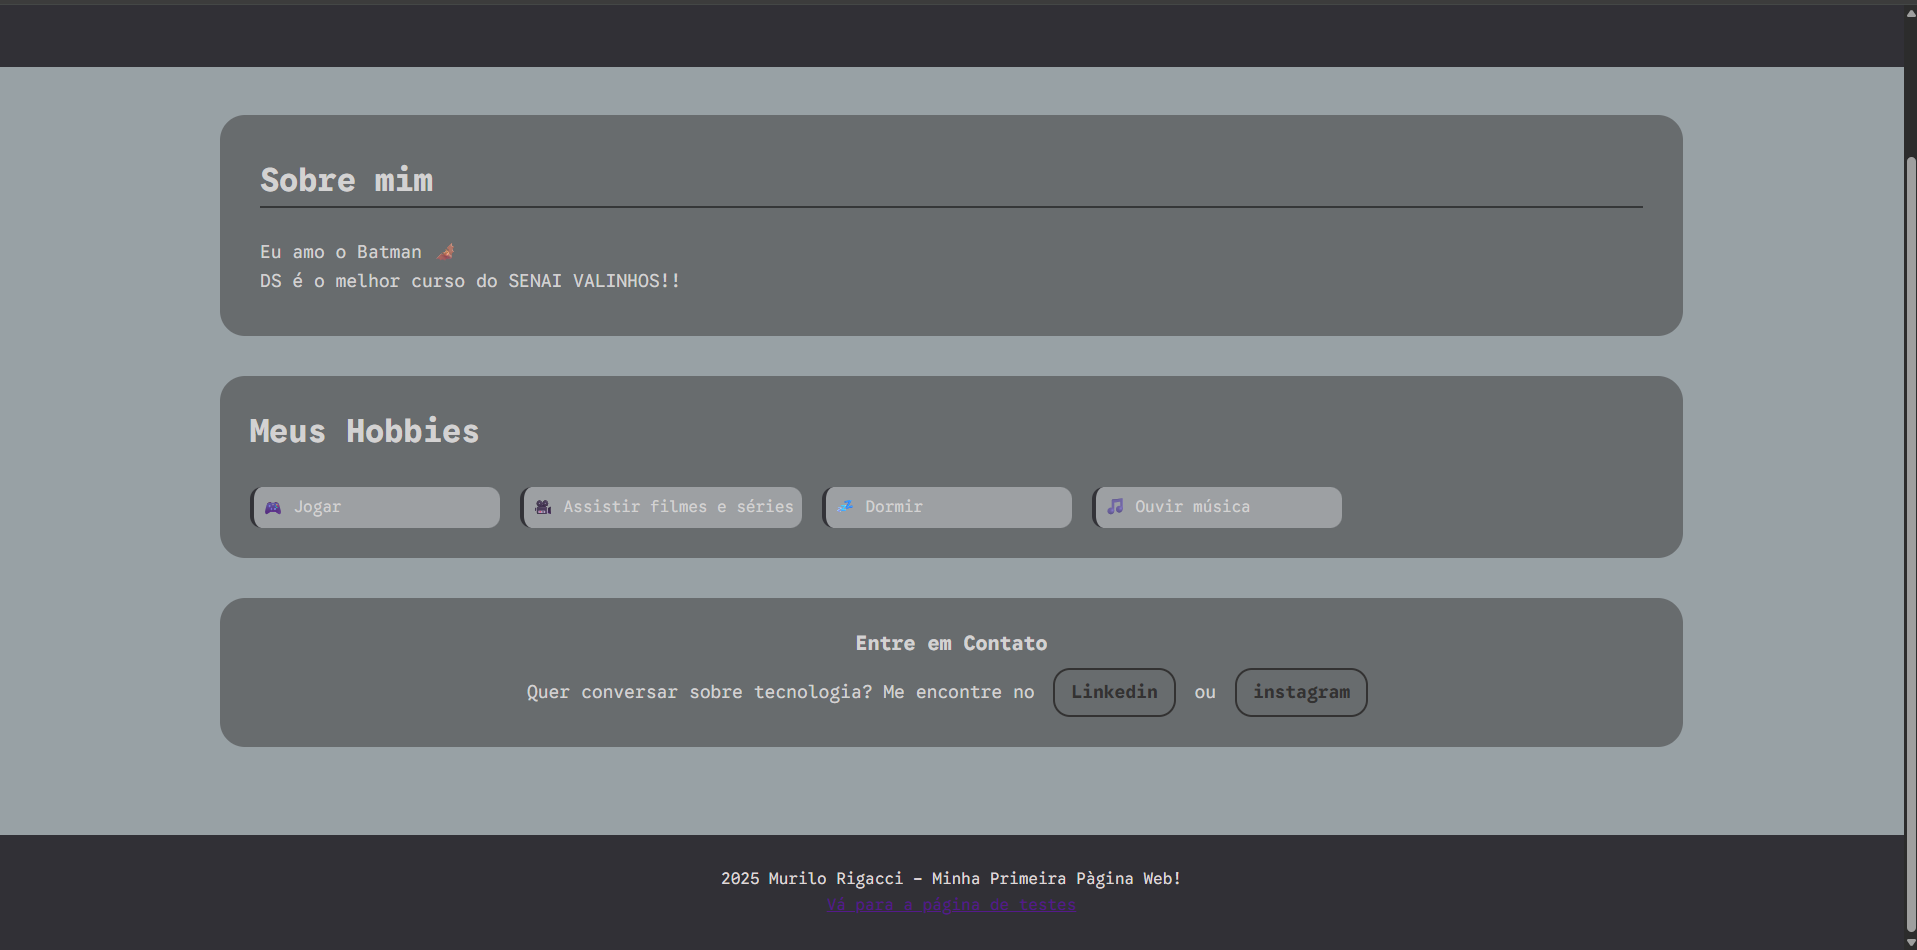 Sobre mim
Eu amo o Batman 🦇
DS é o melhor curso do SENAI VALINHOS!!
Meus Hobbies
🎮 Jogar
🎥 Assistir filmes e séries
💤 Dormir
🎵 Ouvir música
Entre em Contato
Quer conversar sobre tecnologia? Me encontre no Linkedin ou instagram
2025 Murilo Rigacci - Minha Primeira Pàgina Web!
Vá para a página de testes